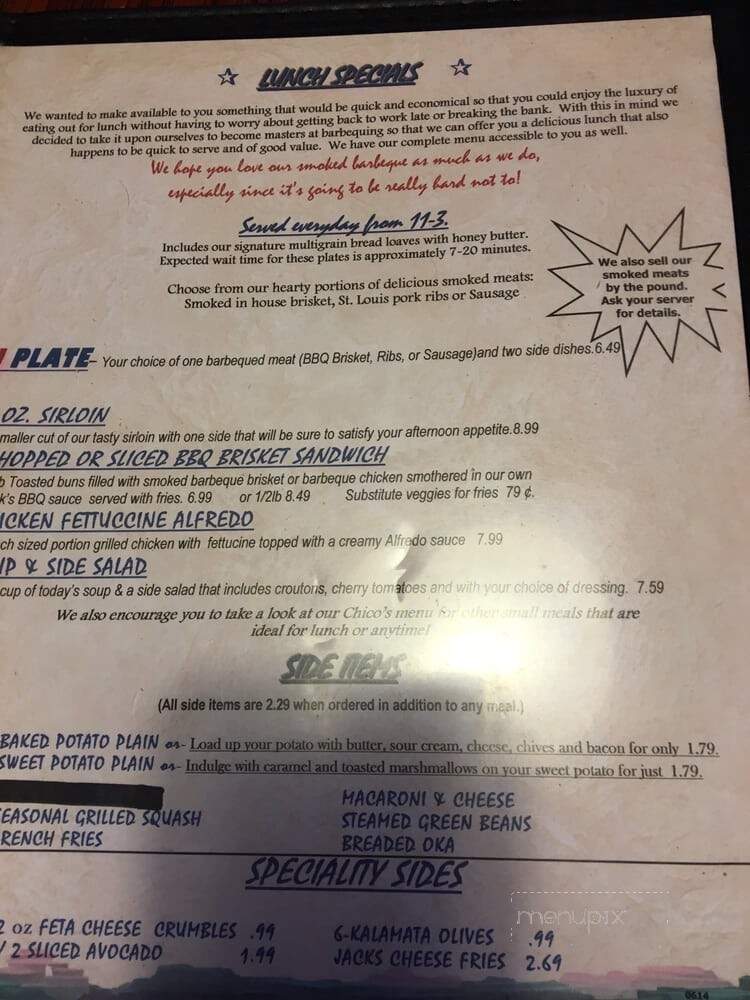 LUNCH SPECIALS
We wanted to make available to you something that would be quick and economical so that you could enjoy the luxury of
eating out for lunch without having to worry about getting back to work late or breaking the bank. With this in mind we
decided to take it upon ourselves to become masters at barbequing so that we can offer you a delicious lunch that also
happens to be quick to serve and of good value. We have our complete menu accessible to you as well.
We hope you love our smoked barbeque as much as we do,
especially since it's going to be really hard not to!
Served everyday from 11-3.
Includes our signature multigrain bread loaves with honey butter.
Expected wait time for these plates is approximately 7-20 minutes.
Choose from our hearty portions of delicious smoked meats:
Smoked in house brisket, St. Louis pork ribs or Sausage
We also sell our
smoked meats
by the pound.
Ask your server
for details.
PLATE- Your choice of one barbequed meat (BBQ Brisket, Ribs, or Sausage)and two side dishes.6.49
OZ. SIRLOIN
maller cut of our tasty sirloin with one side that will be sure to satisfy your afternoon appetite.8.99
HOPPED OR SLICED BBQ BRISKET SANDWICH
b Toasted buns filled with smoked barbeque brisket or barbeque chicken smothered in our own
k's BBQ sauce served with fries. 6.99 or 1/2lb 8.49 Substitute veggies for fries 79 ¢.
ICKEN FETTUCCINE ALFREDO
ch sized portion grilled chicken with fettucine topped with a creamy Alfredo sauce 7.99
UP & SIDE SALAD
cup of today's soup & a side salad that includes croutons, cherry tomatoes and with your choice of dressing. 7.59
We also encourage you to take a look at our Chico's menu for other small meals that are
ideal for lunch or anytime!
SIDE ITEMS
(All side items are 2.29 when ordered in addition to any meal.)
BAKED POTATO PLAIN or- Load up your potato with butter, sour cream, cheese, chives and bacon for only 1.79.
SWEET POTATO PLAIN or- Indulge with caramel and toasted marshmallows on your sweet potato for just 1.79.
MACARONI & CHEESE
SEASONAL GRILLED SQUASH STEAMED GREEN BEANS
RENCH FRIES BREADED OKA
SPECIALITY SIDES
2 oz FETA CHEESE CRUMBLES .99 6-KALAMATA OLIVES .99
/ 2 SLICED AVOCADO 1.99 JACKS CHEESE FRIES 2.69
menupix
0614